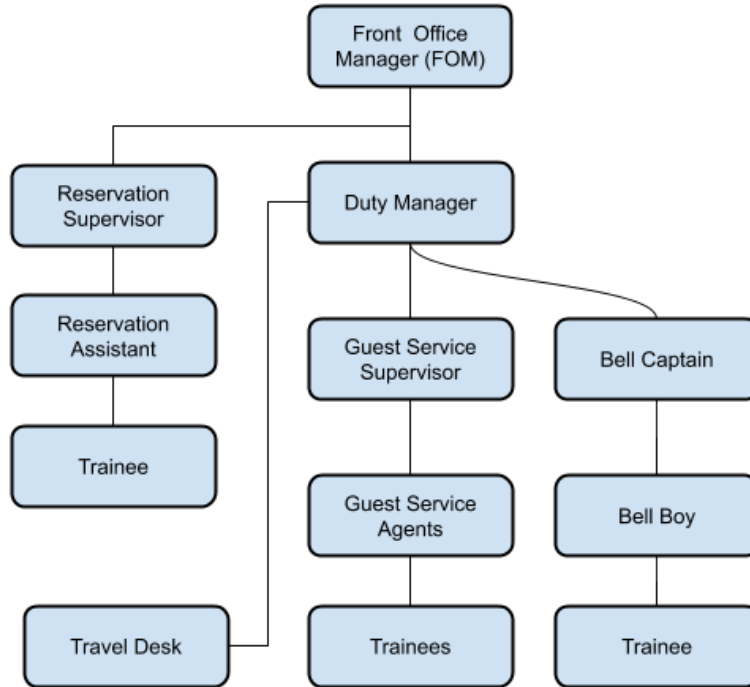 Front Office
Manager (FOM)
Reservation
Supervisor
Duty Manager
Reservation
Assistant
Guest Service
Supervisor
Bell Captain
Trainee
Guest Service
Agents
Bell Boy
Travel Desk
Trainees
Trainee